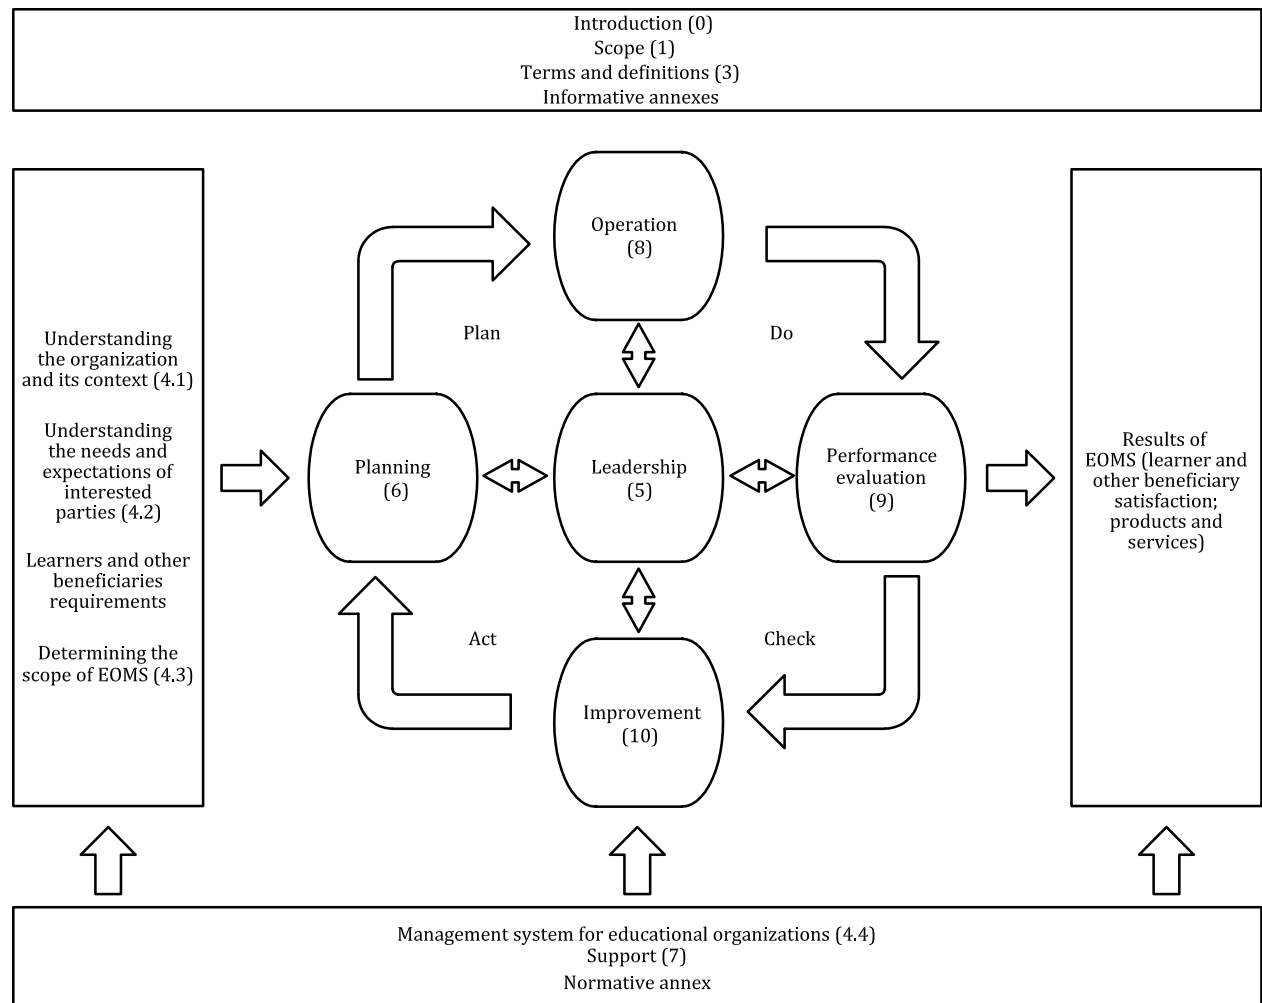 Introduction (0)
Scope (1)
Terms and definitions (3)
Informative annexes
Understanding
the organization
and its context (4.1)
Understanding
the needs and
expectations of
interested
parties (4.2)
Learners and other
beneficiaries
requirements
Determining the
scope of EOMS (4.3)
Operation
(8)
Plan
Do
Planning
(6)
Leadership
(5)
Performance
evaluation
(9)
Act
Check
Improvement
(10)
Results of
EOMS (learner and
other beneficiary
satisfaction;
products and
services)
Management system for educational organizations (4.4)
Support (7)
Normative annex